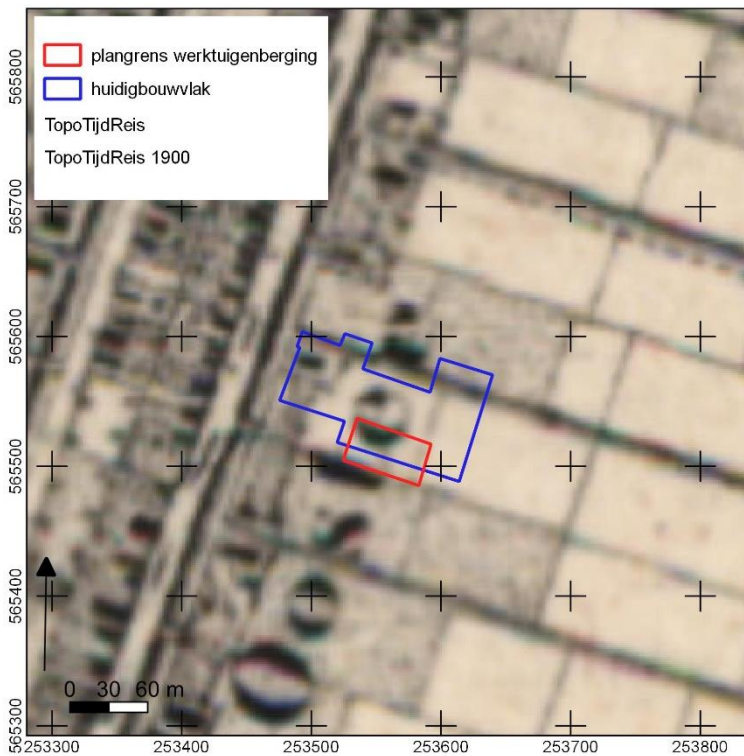 plangrens werktuigenberging
huidigbouwvlak
TopoTijdReis
TopoTijdReis 1900
565800
565700
565600
565500
565400
565300
0 30 60 m
253300 253400 253500 253600 253700 253800